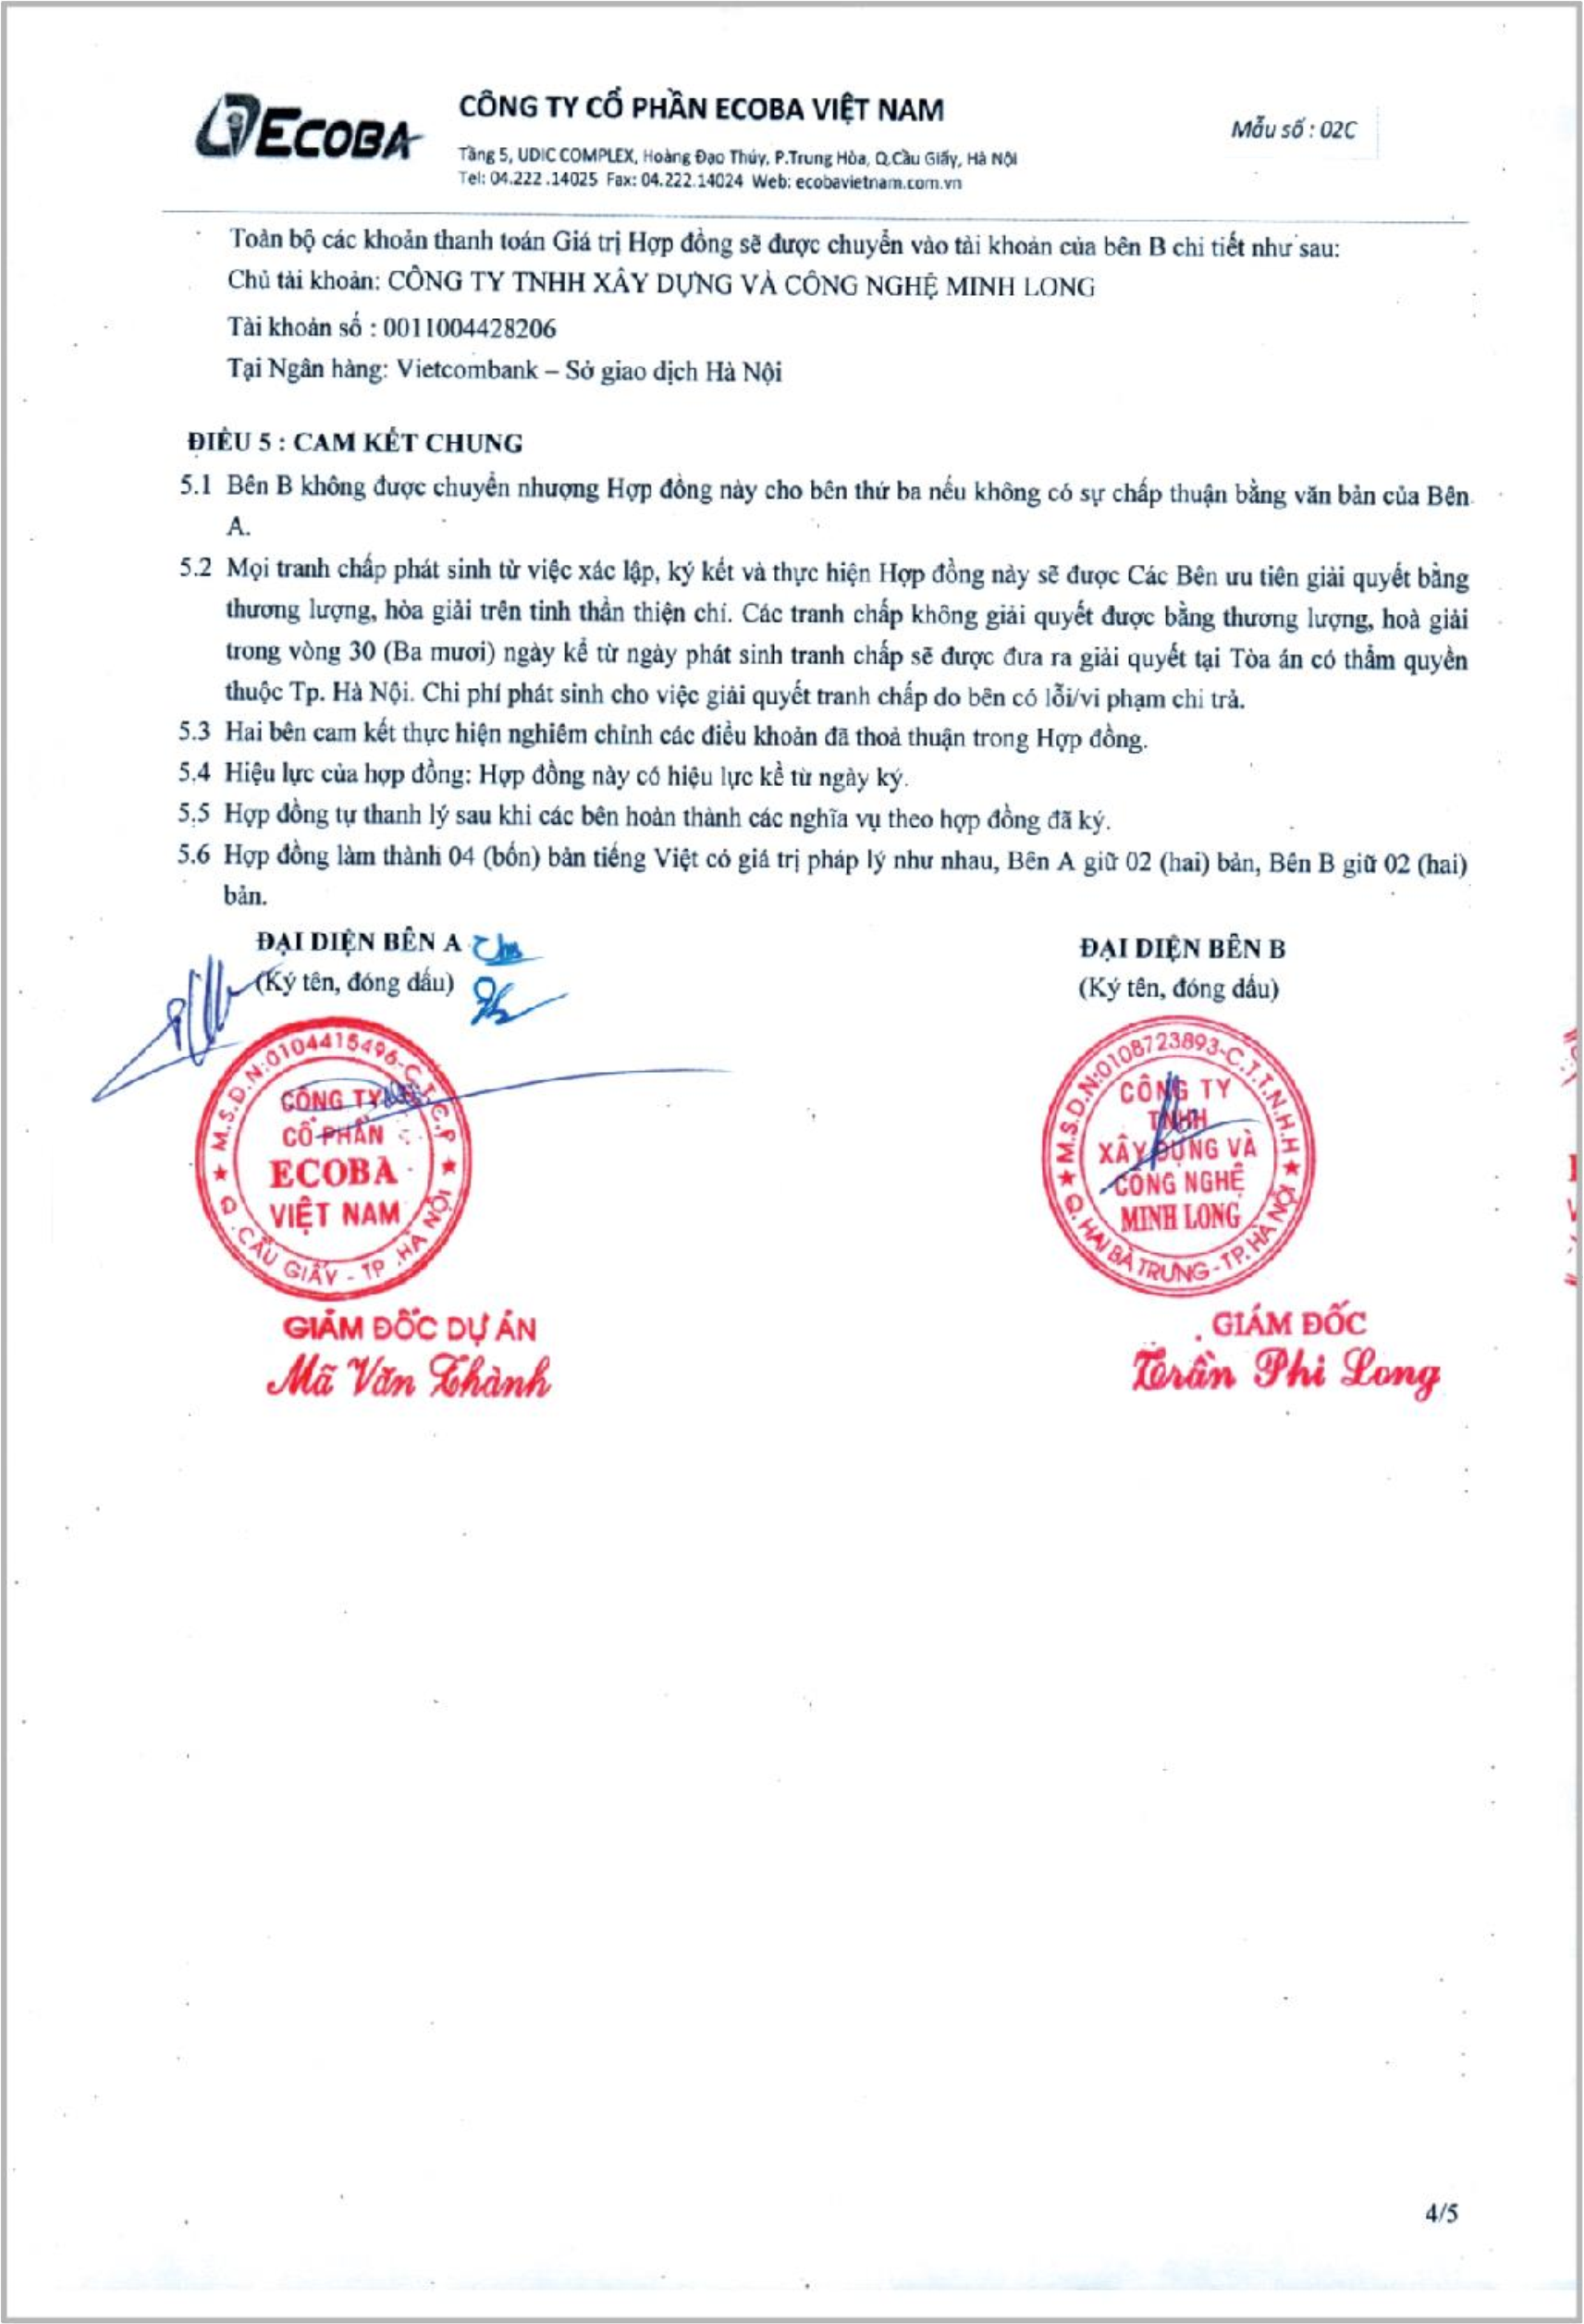 ECOBA
CÔNG TY CỔ PHẦN ECOBA VIỆT NAM
Mẫu số : 02C
Tầng 5, UDIC COMPLEX, Hoàng Đạo Thúy, P.Trung Hòa, Q.Cầu Giấy, Hà Nội
Tel: 04.222.14025 Fax: 04.222.14024 Web: ecobavietnam.com.vn
Toàn bộ các khoản thanh toán Giá trị Hợp đồng sẽ được chuyển vào tài khoản của bên B chi tiết như sau:
Chủ tài khoản: CÔNG TY TNHH XÂY DỰNG VÀ CÔNG NGHỆ MINH LONG
Tài khoản số : 0011004428206
Tại Ngân hàng: Vietcombank – Sở giao dịch Hà Nội
ĐIỀU 5 : CAM KẾT CHUNG
5.1 Bên B không được chuyển nhượng Hợp đồng này cho bên thứ ba nếu không có sự chấp thuận bằng văn bản của Bên
A.
5.2 Mọi tranh chấp phát sinh từ việc xác lập, ký kết và thực hiện Hợp đồng này sẽ được Các Bên ưu tiên giải quyết bằng
thương lượng, hòa giải trên tinh thần thiện chí. Các tranh chấp không giải quyết được bằng thương lượng, hoà giải
trong vòng 30 (Ba mươi) ngày kể từ ngày phát sinh tranh chấp sẽ được đưa ra giải quyết tại Tòa án có thẩm quyền
thuộc Tp. Hà Nội. Chi phí phát sinh cho việc giải quyết tranh chấp do bên có lỗi/vi phạm chi trả.
5.3 Hai bên cam kết thực hiện nghiêm chỉnh các điều khoản đã thoả thuận trong Hợp đồng.
5.4 Hiệu lực của hợp đồng: Hợp đồng này có hiệu lực kể từ ngày ký.
5.5 Hợp đồng tự thanh lý sau khi các bên hoàn thành các nghĩa vụ theo hợp đồng đã ký.
5.6 Hợp đồng làm thành 04 (bốn) bản tiếng Việt có giá trị pháp lý như nhau, Bên A giữ 02 (hai) bản, Bên B giữ 02 (hai)
bản.
ĐẠI DIỆN BÊN A
(Ký tên, đóng dấu)
M.S.D.N:0104415496-C.T.C.P
CÔNG TY
CỔ PHẦN
ECOBA
VIỆT NAM
Q.CẦU GIẤY - TP.HÀ NỘI
GIÁM ĐỐC DỰ ÁN
Mã Văn Thành
ĐẠI DIỆN BÊN B
(Ký tên, đóng dấu)
M.S.D.N:0108723893-C.T.T.N.H.H
CÔNG TY
TNHH
XÂY DỰNG VÀ
CÔNG NGHỆ
MINH LONG
Q. HAI BÀ TRƯNG - TP. HÀ NỘI
GIÁM ĐỐC
Trần Phi Long
4/5